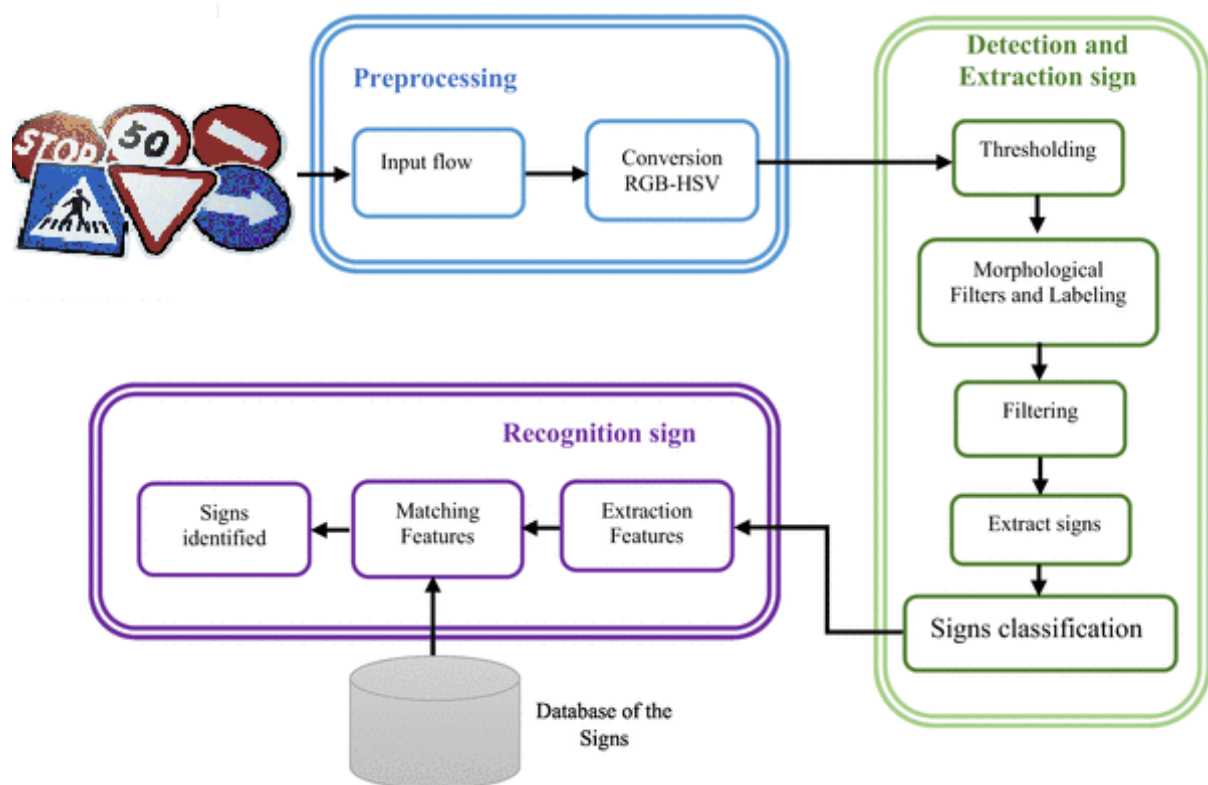 Preprocessing
Detection and
Extraction sign
STOP
50
Input flow
Conversion
RGB-HSV
Thresholding
Morphological
Filters and Labeling
Filtering
Extract signs
Signs classification
Recognition sign
Signs
identified
Matching
Features
Extraction
Features
Database of the
Signs